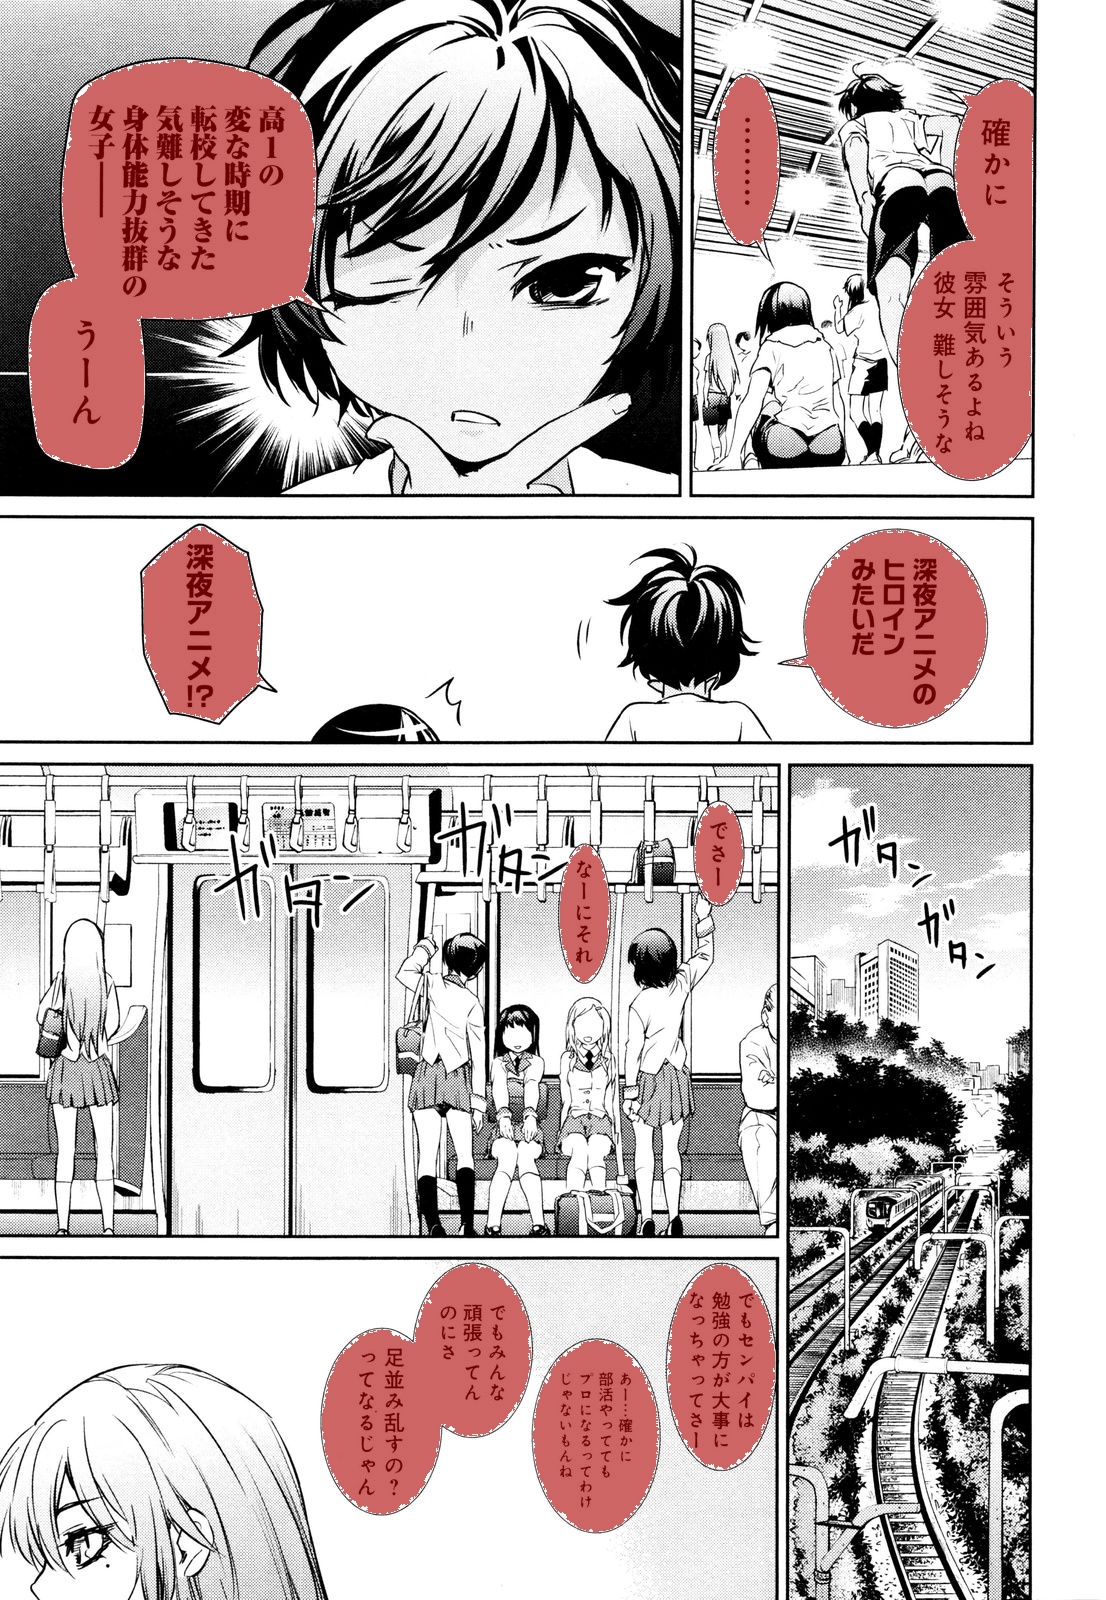 確かに
そういう
雰囲気あるよね
彼女 難しそうな
…………
高1の
変な時期に
転校してきた
気難しそうな
身体能力抜群の
女子――
うーん
深夜アニメの
ヒロイン
みたいだ
深夜アニメ!?
ガタン
ガタン
でさー
なーにそれ
ガタン
ガタン
でもセンパイは
勉強の方が大事に
なっちゃってさー
あー…確かに
部活やってても
プロになるってわけ
じゃないもんね
でもみんな
頑張ってん
のにさ
足並み乱すの?
ってなるじゃん